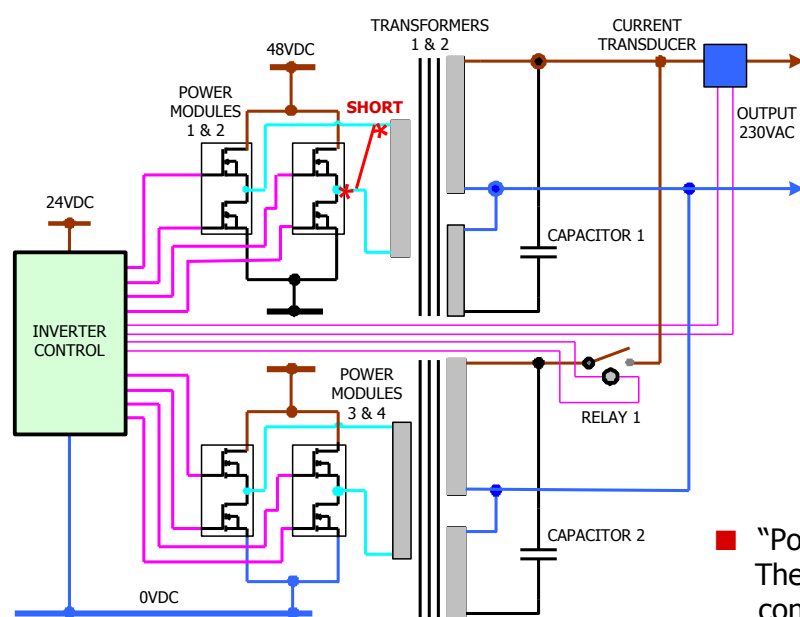 TRANSFORMERS
1 & 2
CURRENT
TRANSDUCER
48VDC
POWER
MODULES
1 & 2
SHORT
OUTPUT
230VAC
24VDC
CAPACITOR 1
INVERTER
CONTROL
POWER
MODULES
3 & 4
RELAY 1
CAPACITOR 2
0VDC
"Po
The
con